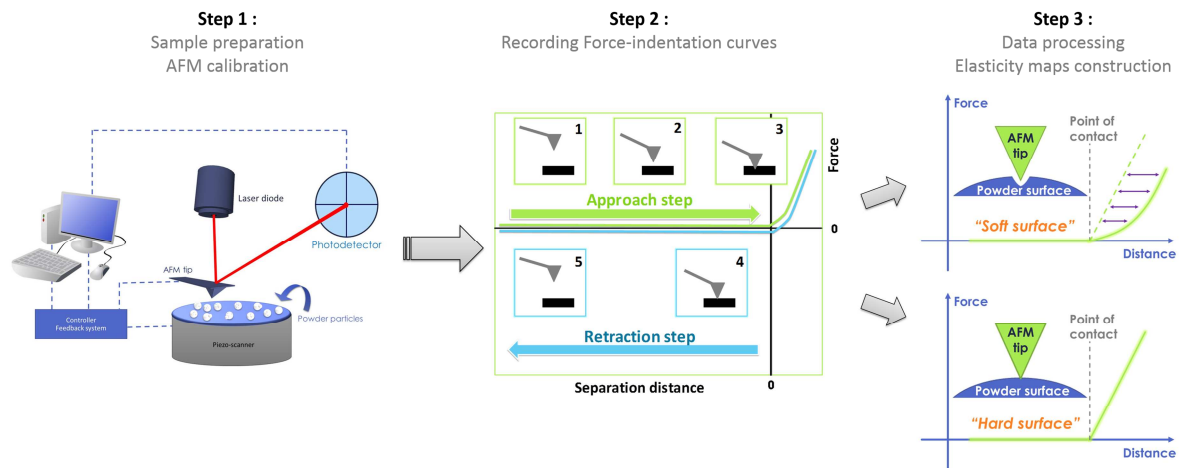 Step 1 :
Sample preparation
AFM calibration
Laser diode
Photodetector
AFM tip
Powder particles
Controller
Feedback system
Piezo-scanner
Step 2 :
Recording Force-indentation curves
1
2
3
Force
Approach step
0
5
4
Retraction step
Separation distance
0
Step 3 :
Data processing
Elasticity maps construction
Force
Point of
contact
AFM
tip
Powder surface
“Soft surface”
Distance
Force
Point of
contact
AFM
tip
Powder surface
“Hard surface”
Distance